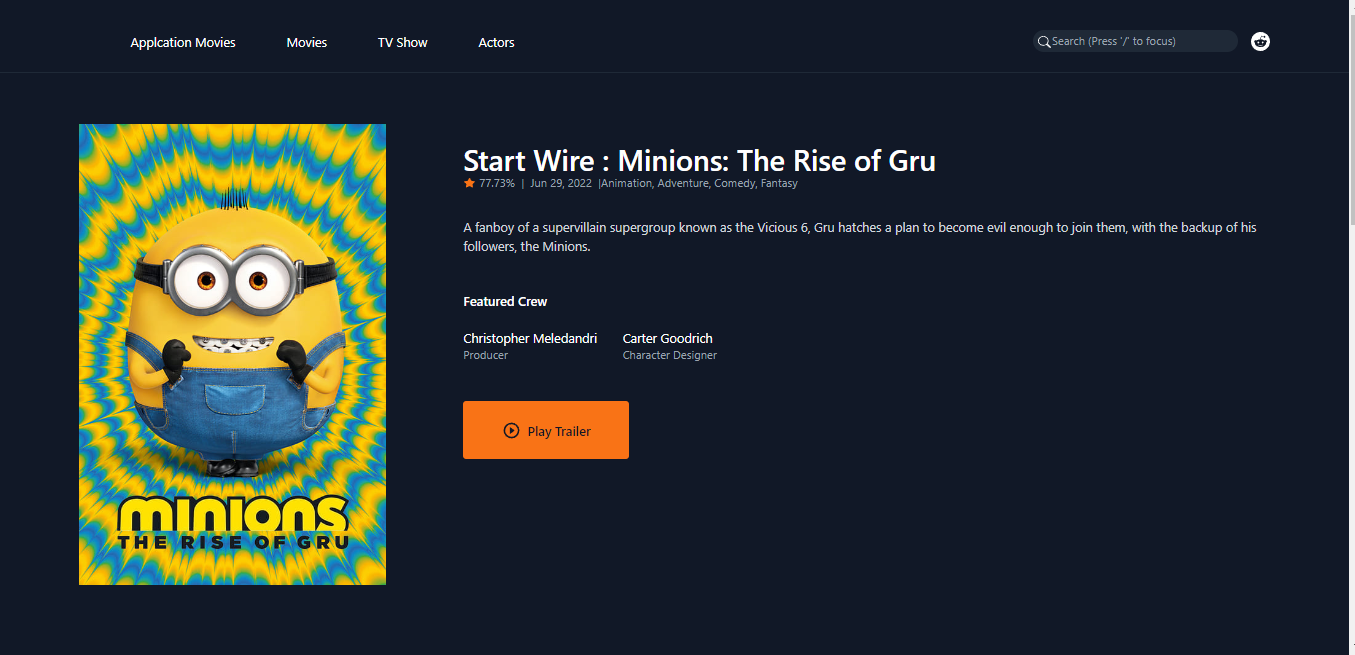 Applcation Movies Movies TV Show Actors Search (Press '/' to focus)
Start Wire : Minions: The Rise of Gru
77.73% | Jun 29, 2022 |Animation, Adventure, Comedy, Fantasy
A fanboy of a supervillain supergroup known as the Vicious 6, Gru hatches a plan to become evil enough to join them, with the backup of his
followers, the Minions.
Featured Crew
Christopher Meledandri Carter Goodrich
Producer Character Designer
Play Trailer
minions
THE RISE OF GRU